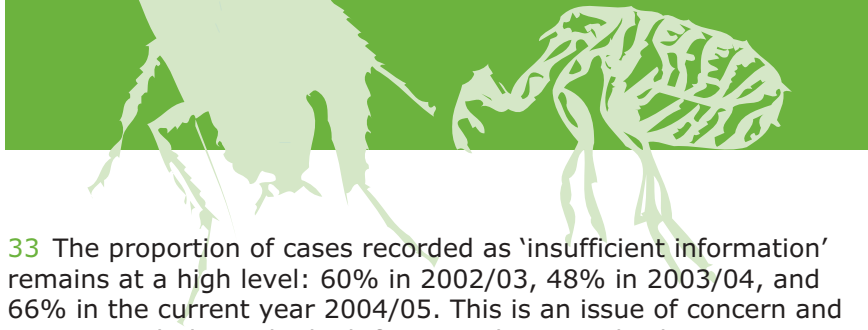 33 The proportion of cases recorded as ‘insufficient information’
remains at a high level: 60% in 2002/03, 48% in 2003/04, and
66% in the current year 2004/05. This is an issue of concern and